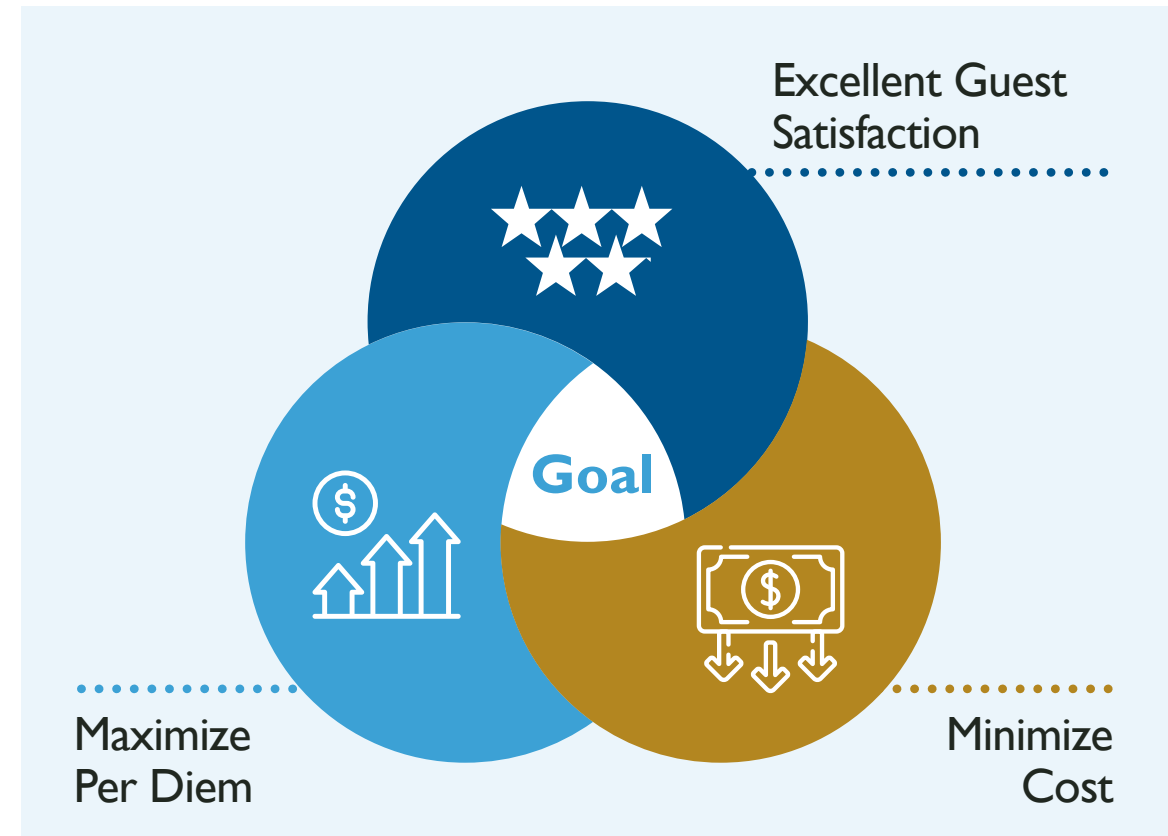 Excellent Guest
Satisfaction
Goal
$
$
Maximize
Per Diem
Minimize
Cost